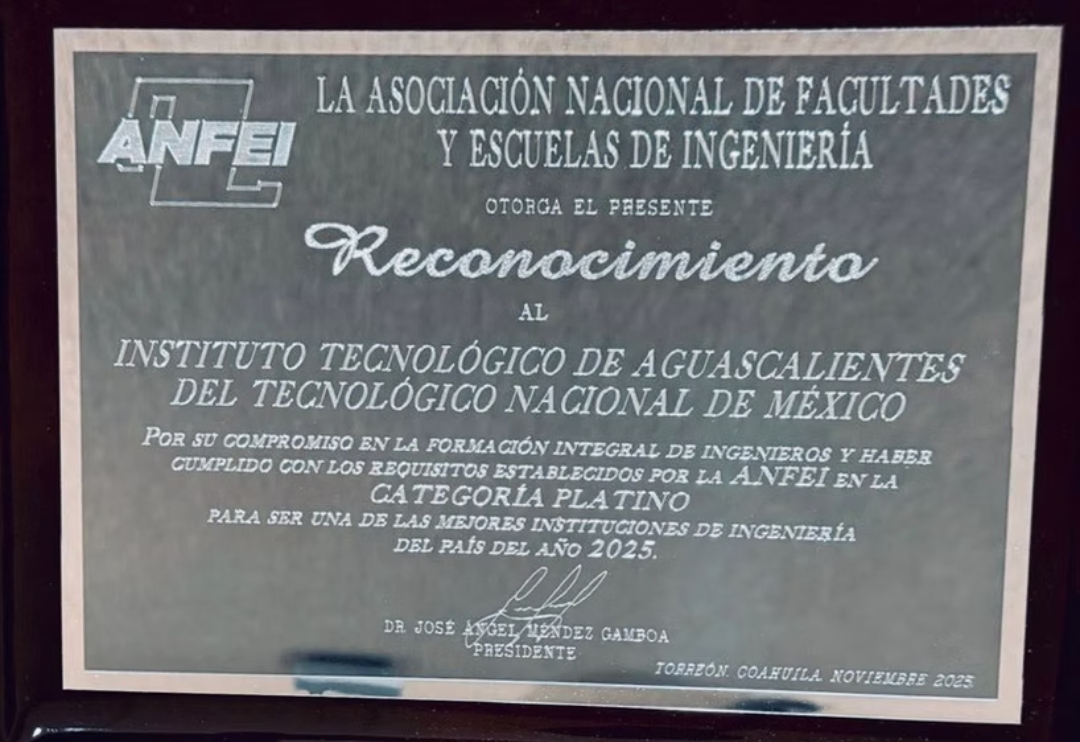 ANFEI
LA ASOCIACIÓN NACIONAL DE FACULTADES
Y ESCUELAS DE INGENIERÍA
OTORGA EL PRESENTE
Reconocimiento
AL
INSTITUTO TECNOLÓGICO DE AGUASCALIENTES
DEL TECNOLÓGICO NACIONAL DE MÉXICO
POR SU COMPROMISO EN LA FORMACIÓN INTEGRAL DE INGENIEROS Y HABER
CUMPLIDO CON LOS REQUISITOS ESTABLECIDOS POR LA ANFEI EN LA
CATEGORÍA PLATINO
PARA SER UNA DE LAS MEJORES INSTITUCIONES DE INGENIERÍA
DEL PAÍS DEL AÑO 2025.
DR. JOSÉ ÁNGEL MÉNDEZ GAMBOA
PRESIDENTE
TORREÓN, COAHUILA, NOVIEMBRE 2025.